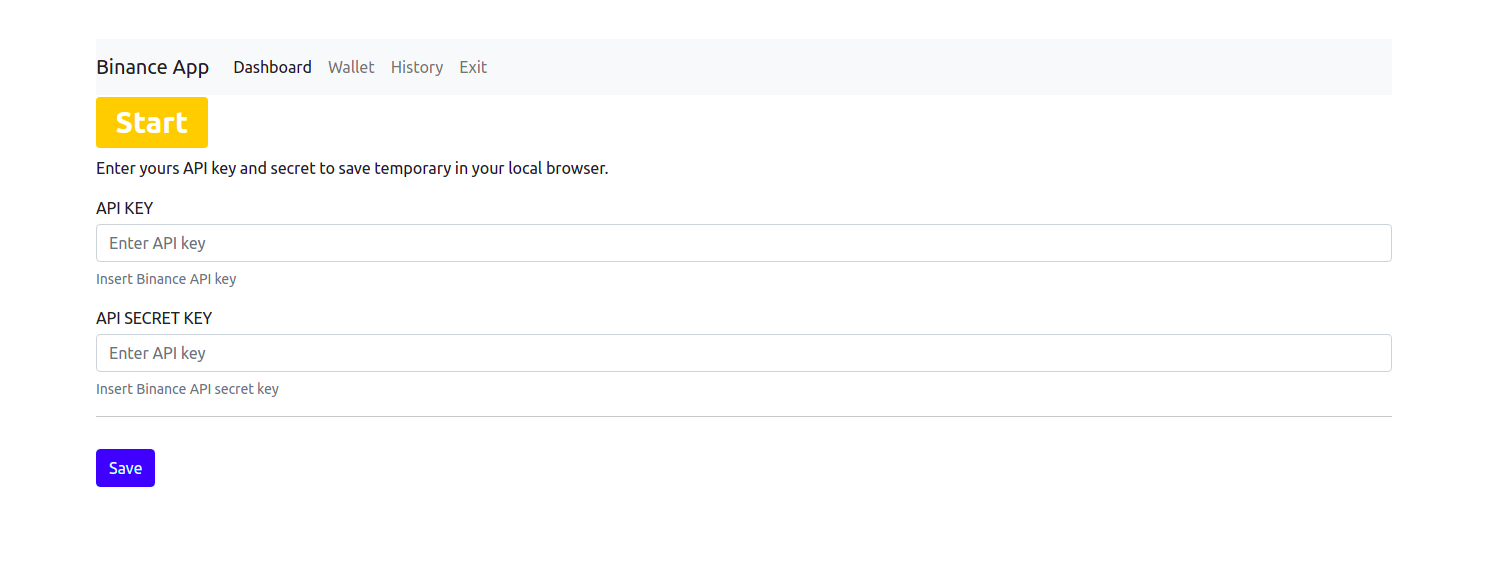 Binance App Dashboard Wallet History Exit
Start
Enter yours API key and secret to save temporary in your local browser.
API KEY
Enter API key
Insert Binance API key
API SECRET KEY
Enter API key
Insert Binance API secret key
Save